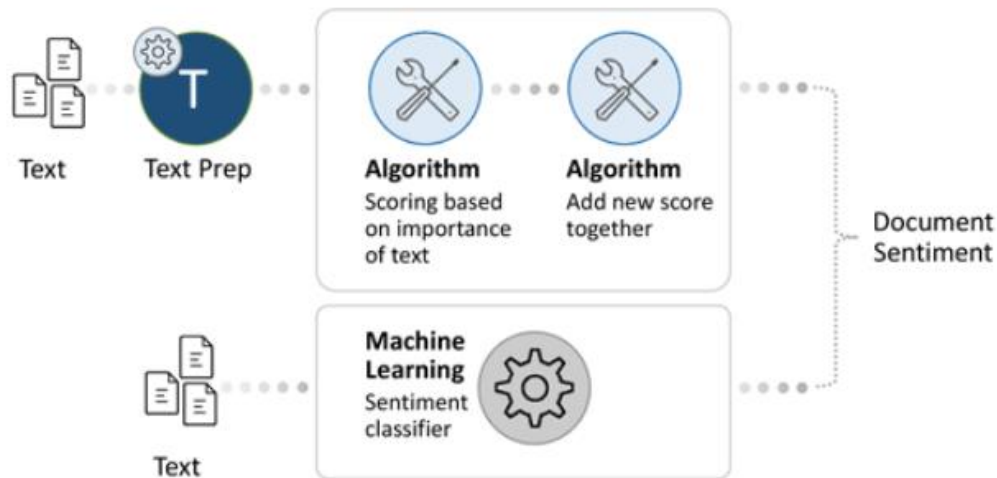 T
Text
Text Prep
Algorithm
Scoring based
on importance
of text
Algorithm
Add new score
together
Document
Sentiment
Machine
Learning
Sentiment
classifier
Text